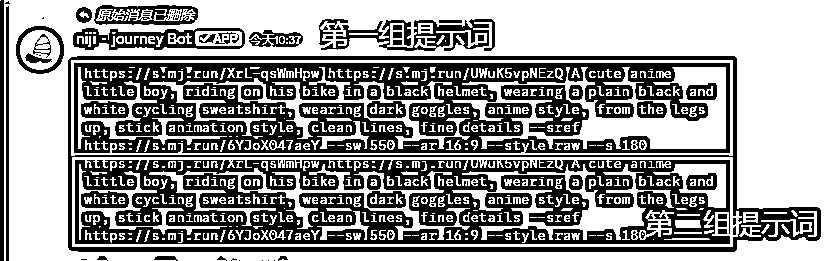 原始消息已删除
niji・journey Bot ✓APP 今天10:37 第一组提示词
https://s.mj.run/XrL-qsWmHpw https://s.mj.run/UWuK5vpNEzQ A cute anime
little boy, riding on his bike in a black helmet, wearing a plain black and
white cycling sweatshirt, wearing dark goggles, anime style, from the legs
up, stick animation style, clean lines, fine details --sref
https://s.mj.run/6YJoX047aeY --sw 550 --ar 16:9 --style raw --s 180
https://s.mj.run/XrL-qsWmHpw https://s.mj.run/UWuK5vpNEzQ A cute anime
little boy, riding on his bike in a black helmet, wearing a plain black and
white cycling sweatshirt, wearing dark goggles, anime style, from the legs
up, stick animation style, clean lines, fine details --sref
https://s.mj.run/6YJoX047aeY --sw 550 --ar 16:9 --style raw --s 180
第二组提示词